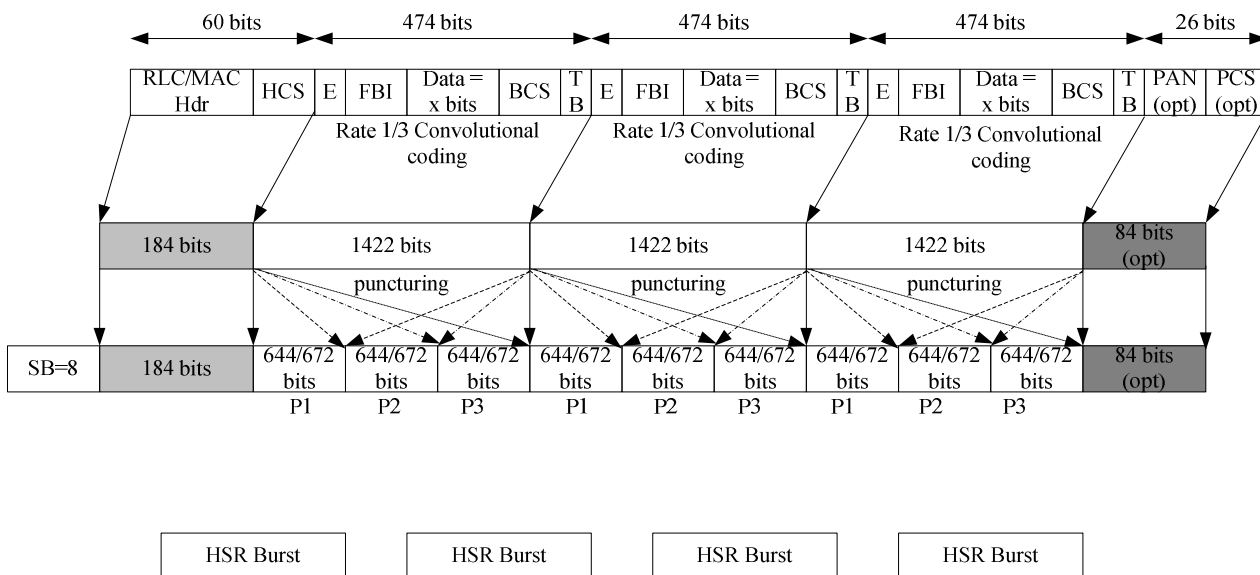 60 bits 474 bits 474 bits 474 bits 26 bits
RLC/MAC Hdr HCS E FBI Data = x bits BCS T B E FBI Data = x bits BCS T B E FBI Data = x bits BCS T B PAN (opt) PCS (opt)
Rate 1/3 Convolutional coding Rate 1/3 Convolutional coding Rate 1/3 Convolutional coding
184 bits 1422 bits 1422 bits 1422 bits 84 bits (opt)
puncturing puncturing puncturing
SB=8 184 bits 644/672 bits 644/672 bits 644/672 bits 644/672 bits 644/672 bits 644/672 bits 644/672 bits 644/672 bits 644/672 bits 84 bits (opt)
P1 P2 P3 P1 P2 P3 P1 P2 P3
HSR Burst HSR Burst HSR Burst HSR Burst